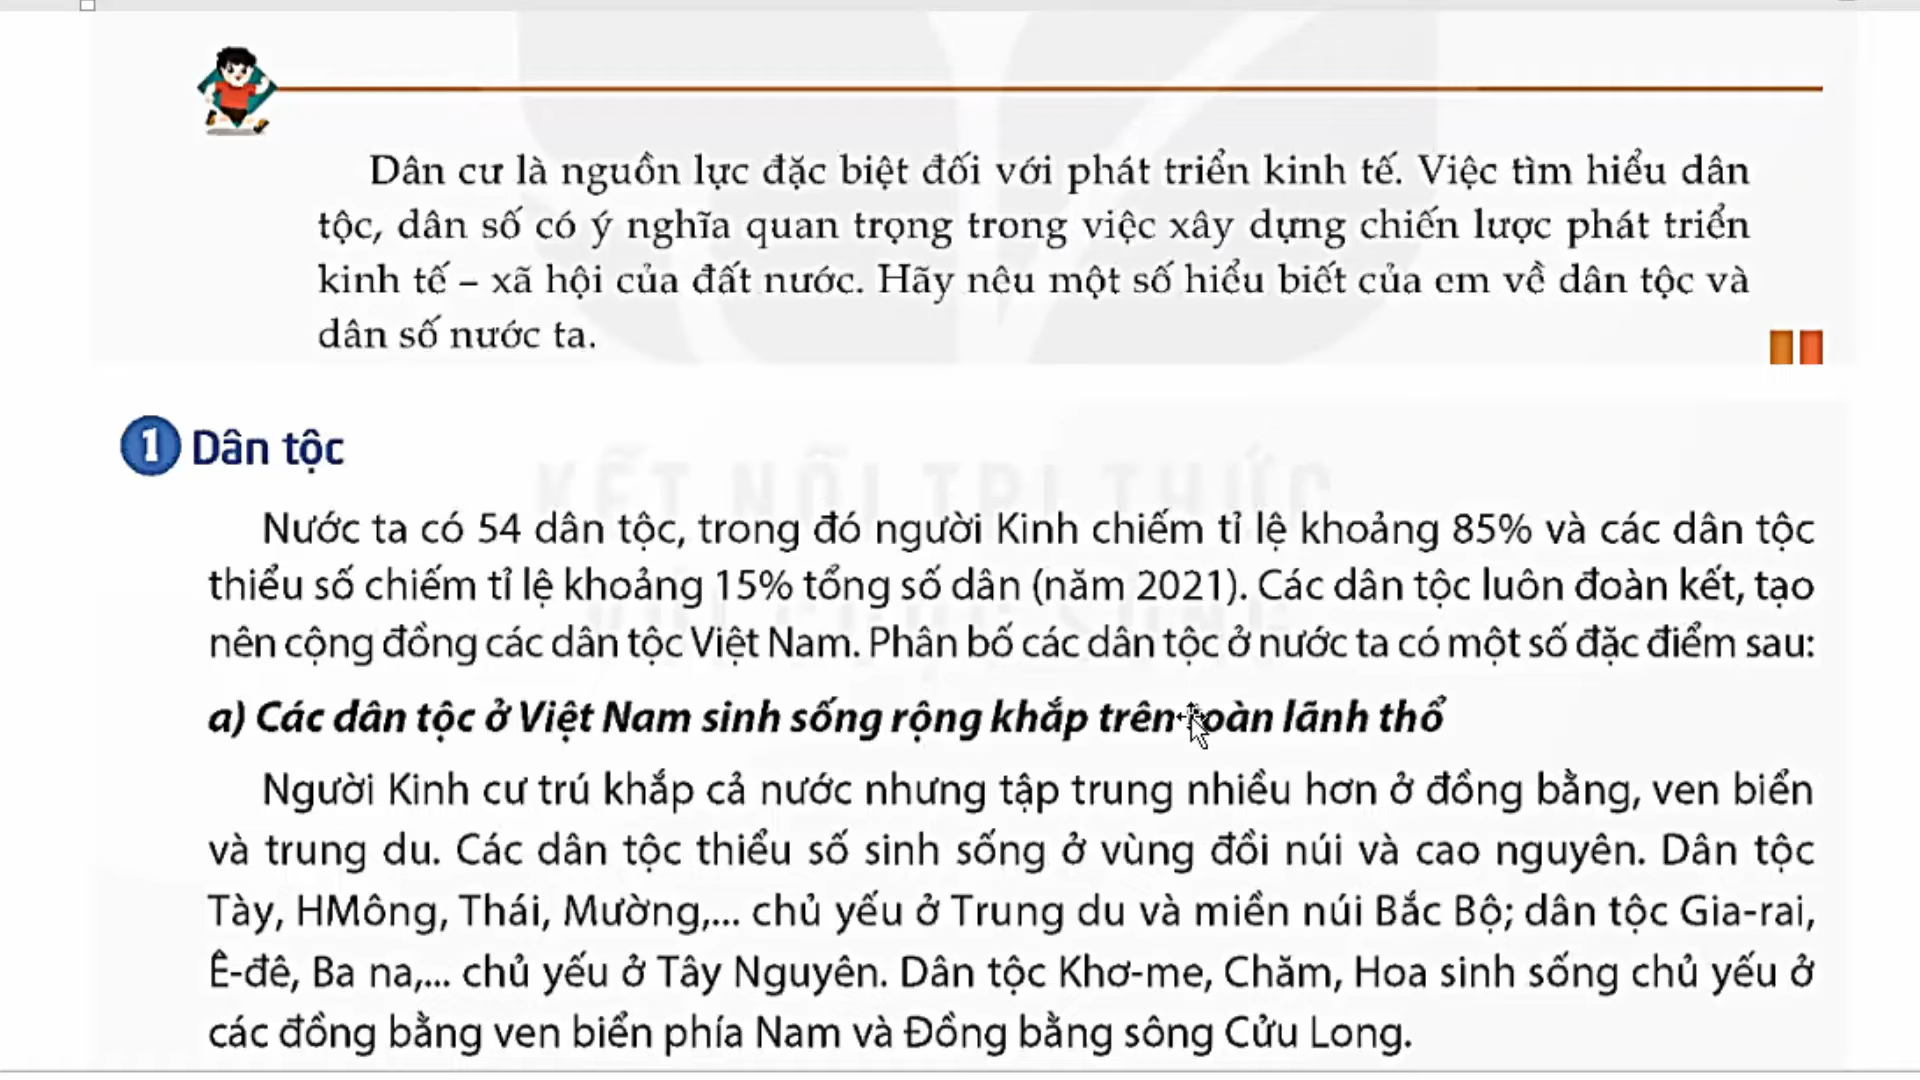 Dân cư là nguồn lực đặc biệt đối với phát triển kinh tế. Việc tìm hiểu dân
tộc, dân số có ý nghĩa quan trọng trong việc xây dựng chiến lược phát triển
kinh tế – xã hội của đất nước. Hãy nêu một số hiểu biết của em về dân tộc và
dân số nước ta.
1 Dân tộc
KẾT NỐI TRI THỨC
Nước ta có 54 dân tộc, trong đó người Kinh chiếm tỉ lệ khoảng 85% và các dân tộc
thiểu số chiếm tỉ lệ khoảng 15% tổng số dân (năm 2021). Các dân tộc luôn đoàn kết, tạo
VỚI CUỘC SỐNG
nên cộng đồng các dân tộc Việt Nam. Phân bố các dân tộc ở nước ta có một số đặc điểm sau:
a) Các dân tộc ở Việt Nam sinh sống rộng khắp trên toàn lãnh thổ
Người Kinh cư trú khắp cả nước nhưng tập trung nhiều hơn ở đồng bằng, ven biển
và trung du. Các dân tộc thiểu số sinh sống ở vùng đồi núi và cao nguyên. Dân tộc
Tày, HMông, Thái, Mường,... chủ yếu ở Trung du và miền núi Bắc Bộ; dân tộc Gia-rai,
Ê-đê, Ba na,... chủ yếu ở Tây Nguyên. Dân tộc Khơ-me, Chăm, Hoa sinh sống chủ yếu ở
các đồng bằng ven biển phía Nam và Đồng bằng sông Cửu Long.